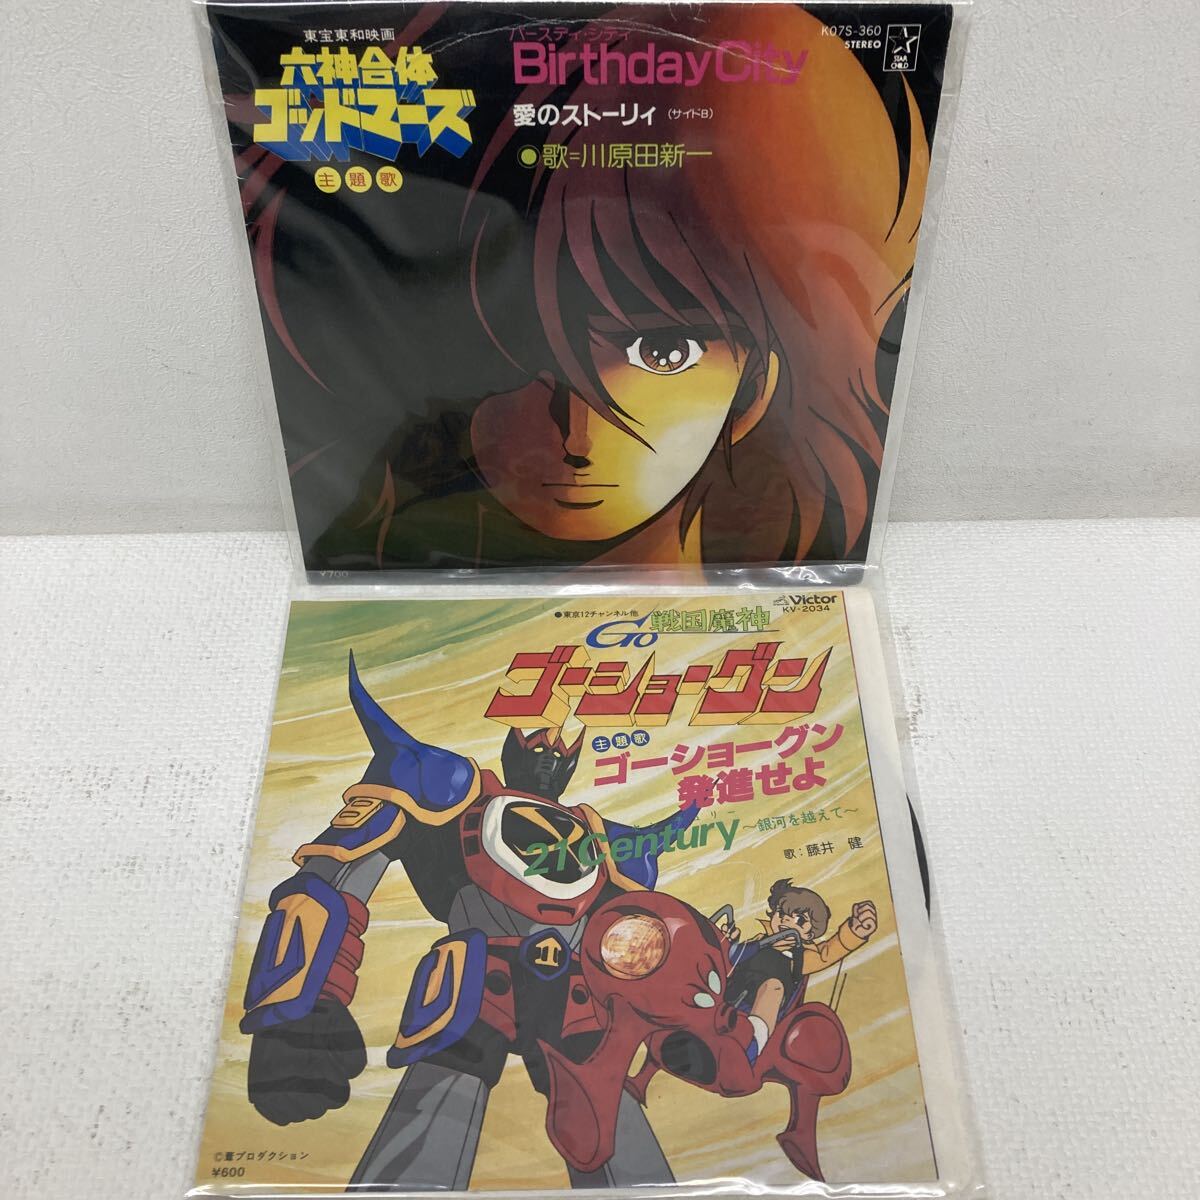 東宝東和映画
六神合体
ゴッドマーズ
主題歌
バースディ・シティ
Birthday City
愛のストーリィ (サイドB)
歌=川原田新一
K07S-360
STEREO
STAR CHILD
¥700
●東京12チャンネル他
Victor
KV-2034
Go 戦国魔神
ゴーショーグン
主題歌
ゴーショーグン
発進せよ
21 Century ～銀河を越えて～
歌:藤井 健
©葦プロダクション
¥600